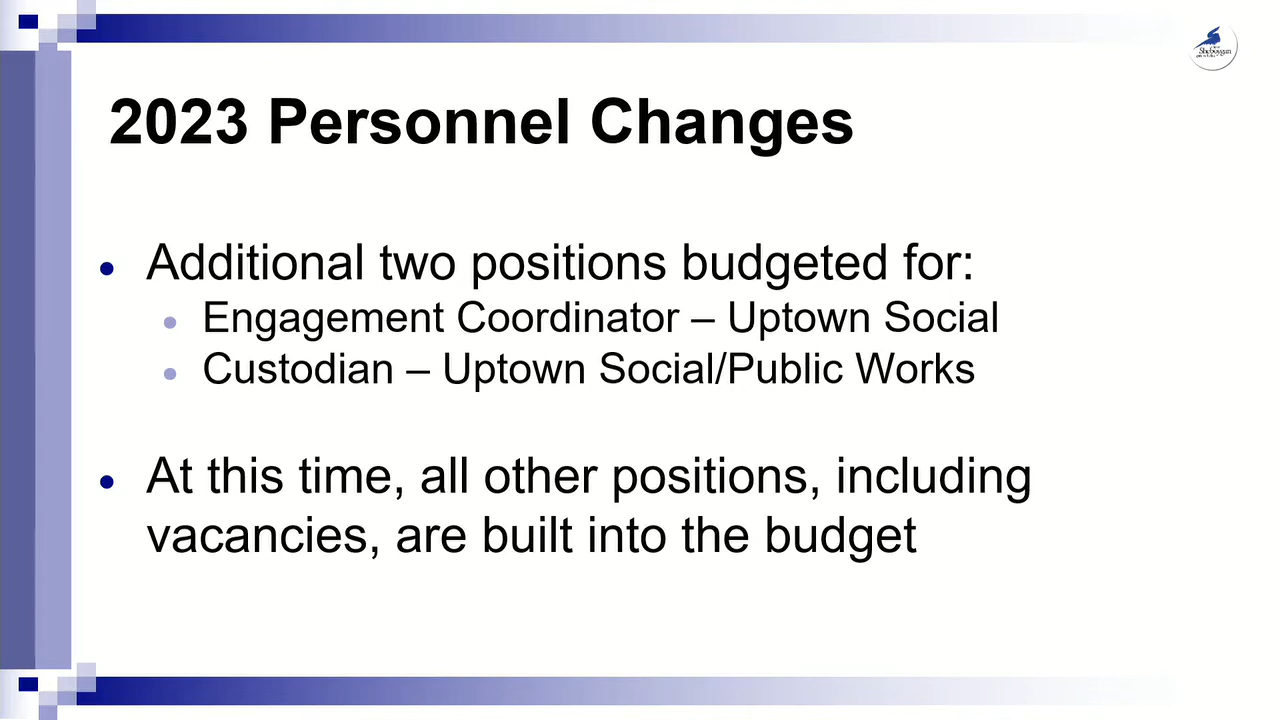 Sheboygan
2023 Personnel Changes
• Additional two positions budgeted for:
• Engagement Coordinator – Uptown Social
• Custodian – Uptown Social/Public Works
• At this time, all other positions, including
vacancies, are built into the budget